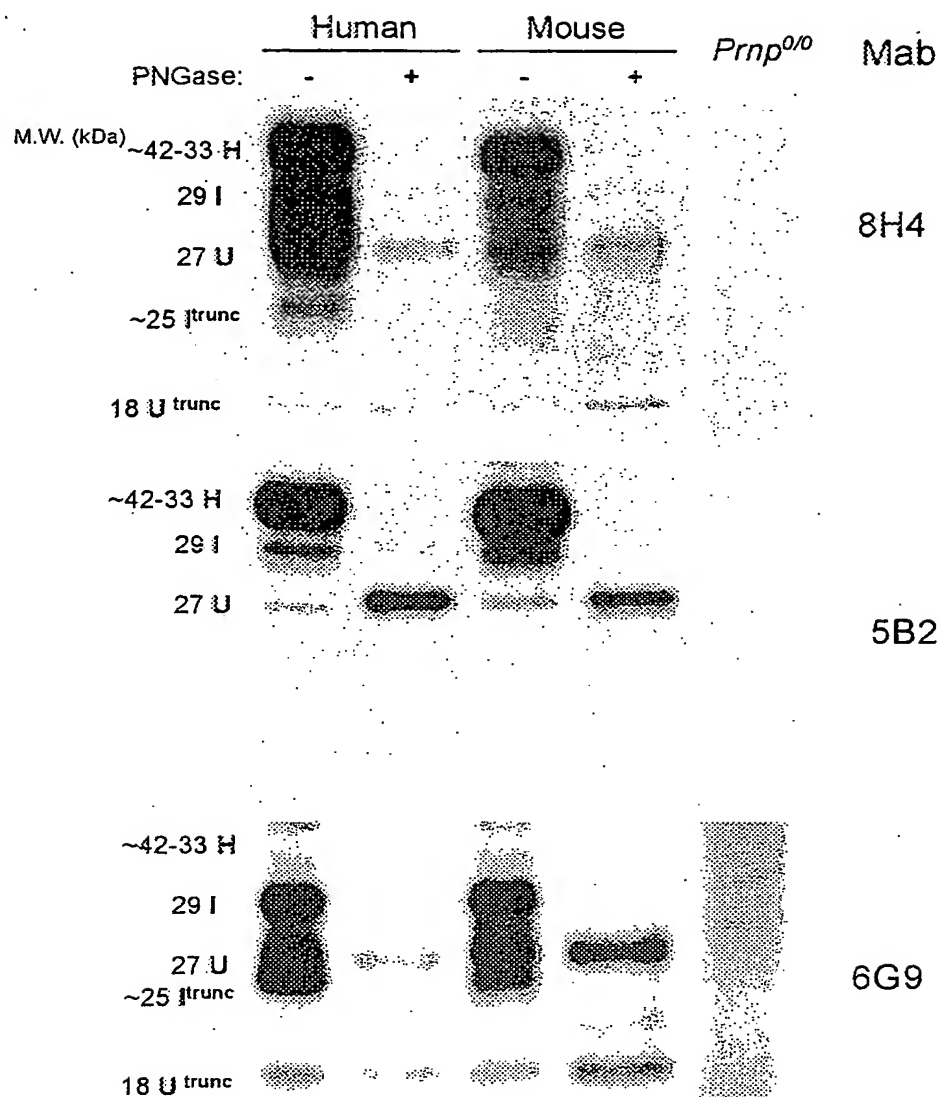 Human Mouse Prnp0/0 Mab
PNGase: - + - +
M.W. (kDa) ~42-33 H
29 I
8H4
27 U
~25 Itrunc
18 U trunc
~42-33 H
29 I
27 U
5B2
~42-33 H
29 I
27 U
6G9
~25 Itrunc
18 U trunc